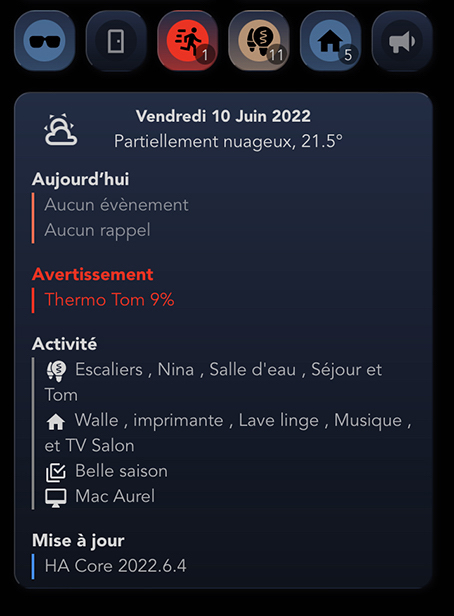 1
11
5
Vendredi 10 Juin 2022
Partiellement nuageux, 21.5°
Aujourd’hui
Aucun évènement
Aucun rappel
Avertissement
Thermo Tom 9%
Activité
Escaliers , Nina , Salle d'eau , Séjour et
Tom
Walle , imprimante , Lave linge , Musique ,
et TV Salon
Belle saison
Mac Aurel
Mise à jour
HA Core 2022.6.4